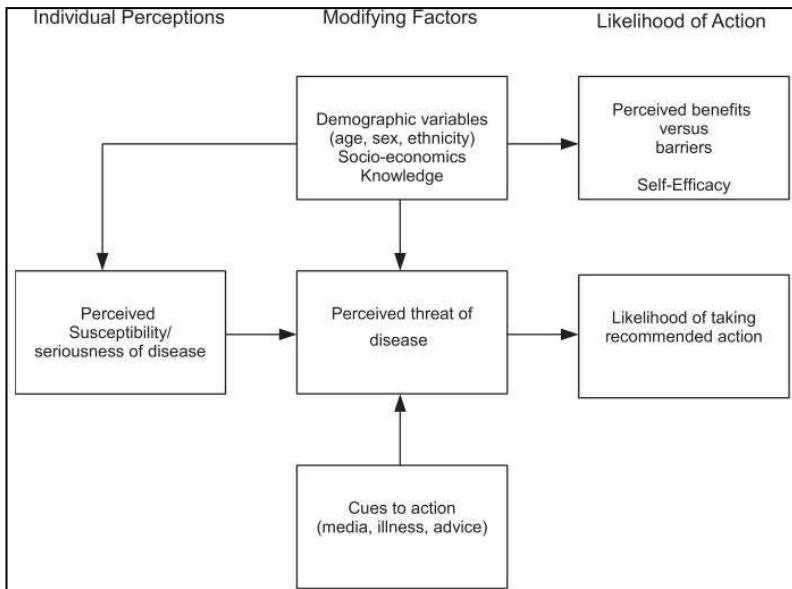 Individual Perceptions
Modifying Factors
Likelihood of Action
Demographic variables
(age, sex, ethnicity)
Socio-economics
Knowledge
Perceived benefits
versus
barriers
Self-Efficacy
Perceived
Susceptibility/
seriousness of disease
Perceived threat of
disease
Likelihood of taking
recommended action
Cues to action
(media, illness, advice)